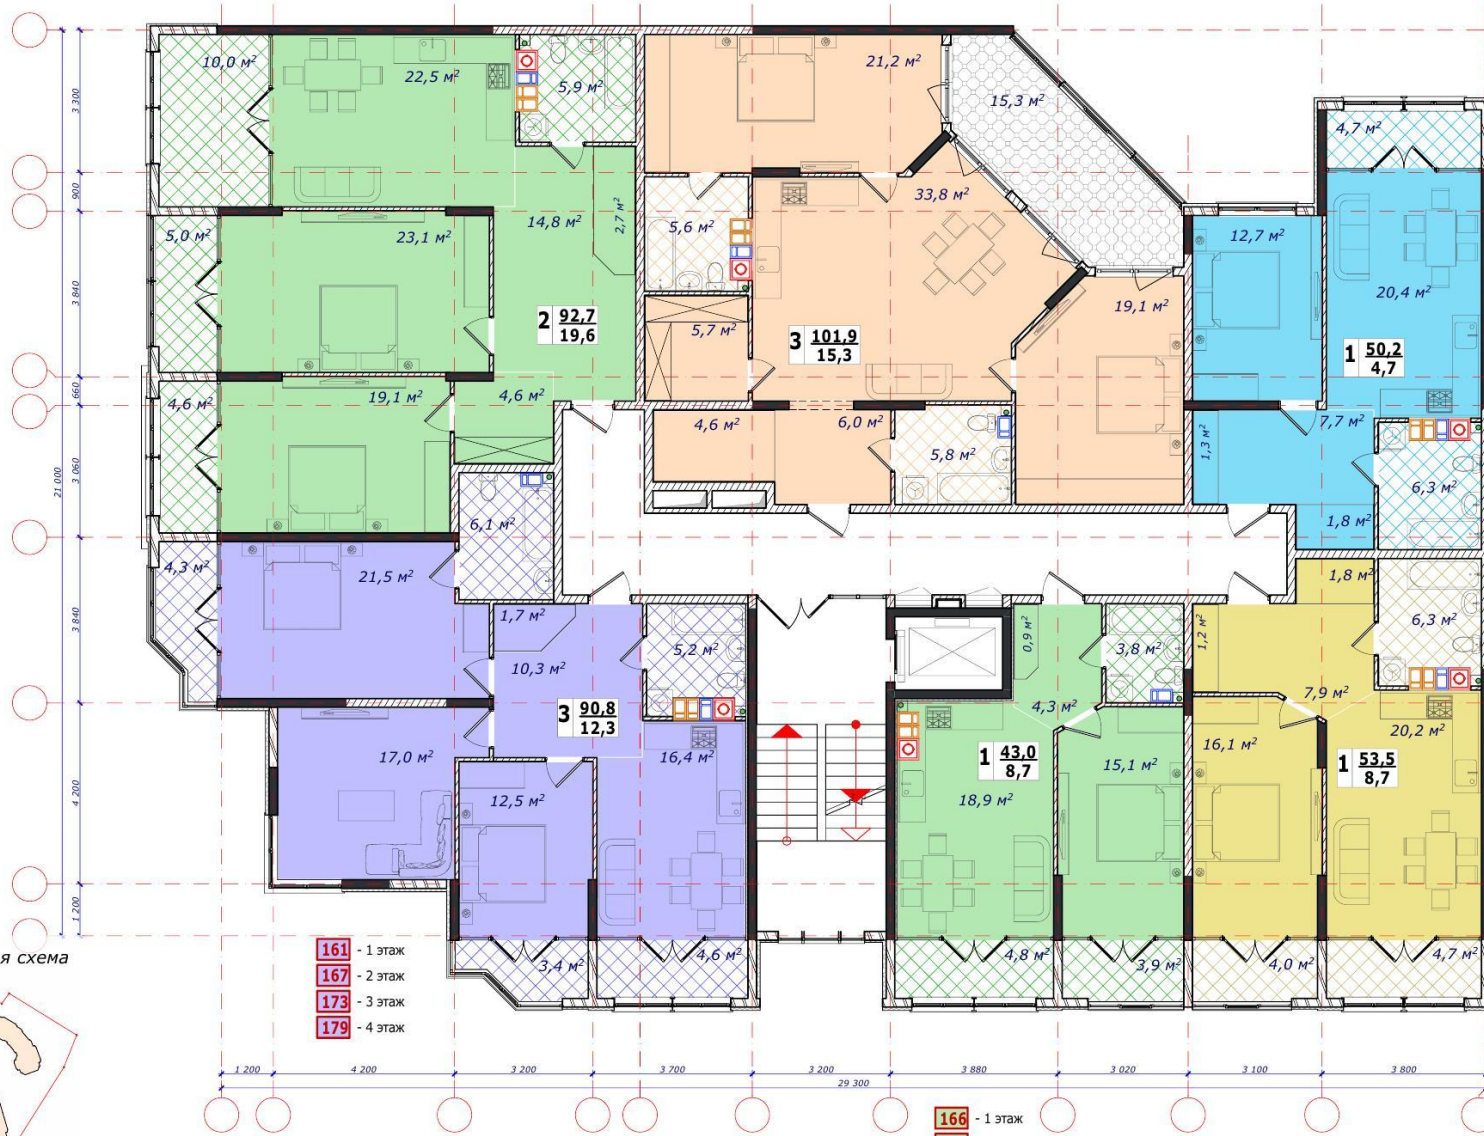 10,0 м²
22,5 м²
5,9 м²
21,2 м²
15,3 м²
4,7 м²
3 300
900
3 840
660
3 060
21 000
3 840
4 200
1 200
5,0 м²
23,1 м²
14,8 м²
2,7 м²
5,6 м²
33,8 м²
12,7 м²
20,4 м²
2 92,7
19,6
5,7 м²
3 101,9
15,3
19,1 м²
1 50,2
4,7
4,6 м²
19,1 м²
4,6 м²
4,6 м²
6,0 м²
5,8 м²
7,7 м²
1,3 м²
6,3 м²
1,8 м²
6,1 м²
4,3 м²
21,5 м²
1,7 м²
5,2 м²
10,3 м²
0,9 м²
3,8 м²
1,8 м²
1,2 м²
6,3 м²
7,9 м²
3 90,8
12,3
4,3 м²
17,0 м²
16,4 м²
12,5 м²
1 43,0
8,7
18,9 м²
15,1 м²
16,1 м²
20,2 м²
1 53,5
8,7
3,4 м²
4,6 м²
4,8 м²
3,9 м²
4,0 м²
4,7 м²
я схема
161 - 1 этаж
167 - 2 этаж
173 - 3 этаж
179 - 4 этаж
1 200
4 200
3 200
3 700
3 200
3 880
3 020
3 100
3 800
29 300
166 - 1 этаж